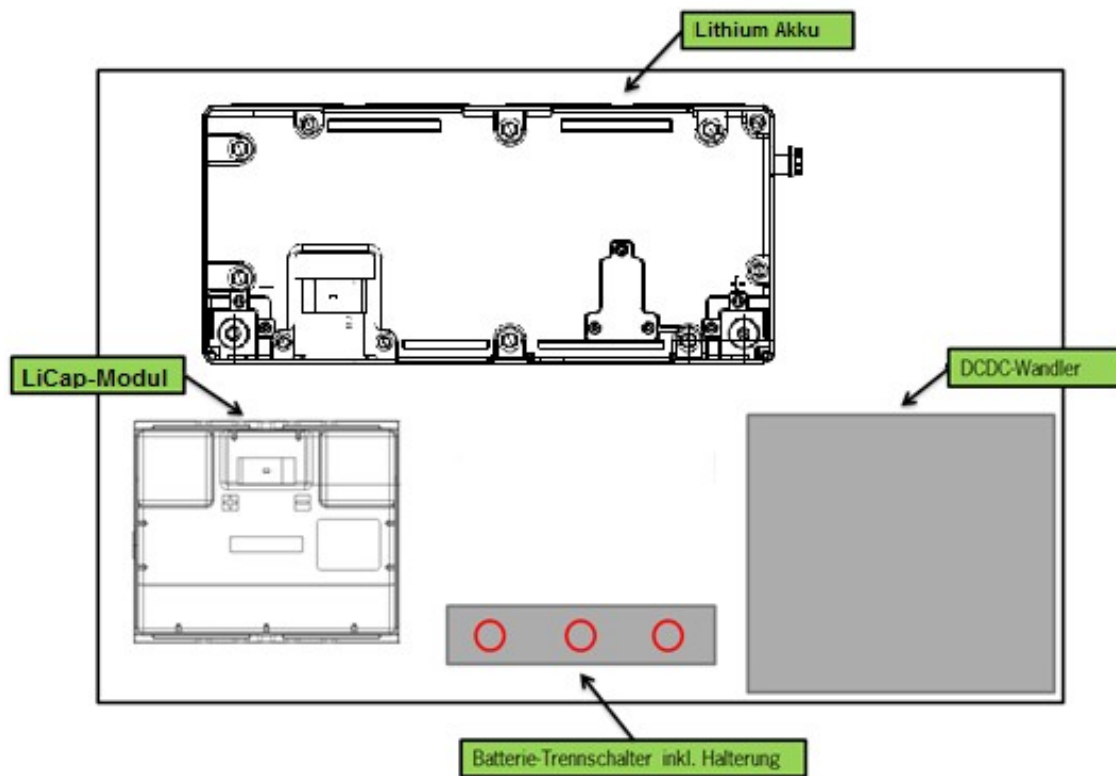 Lithium Akku
LiCap-Modul
DCDC-Wandler
Batterie-Trennschalter inkl. Halterung